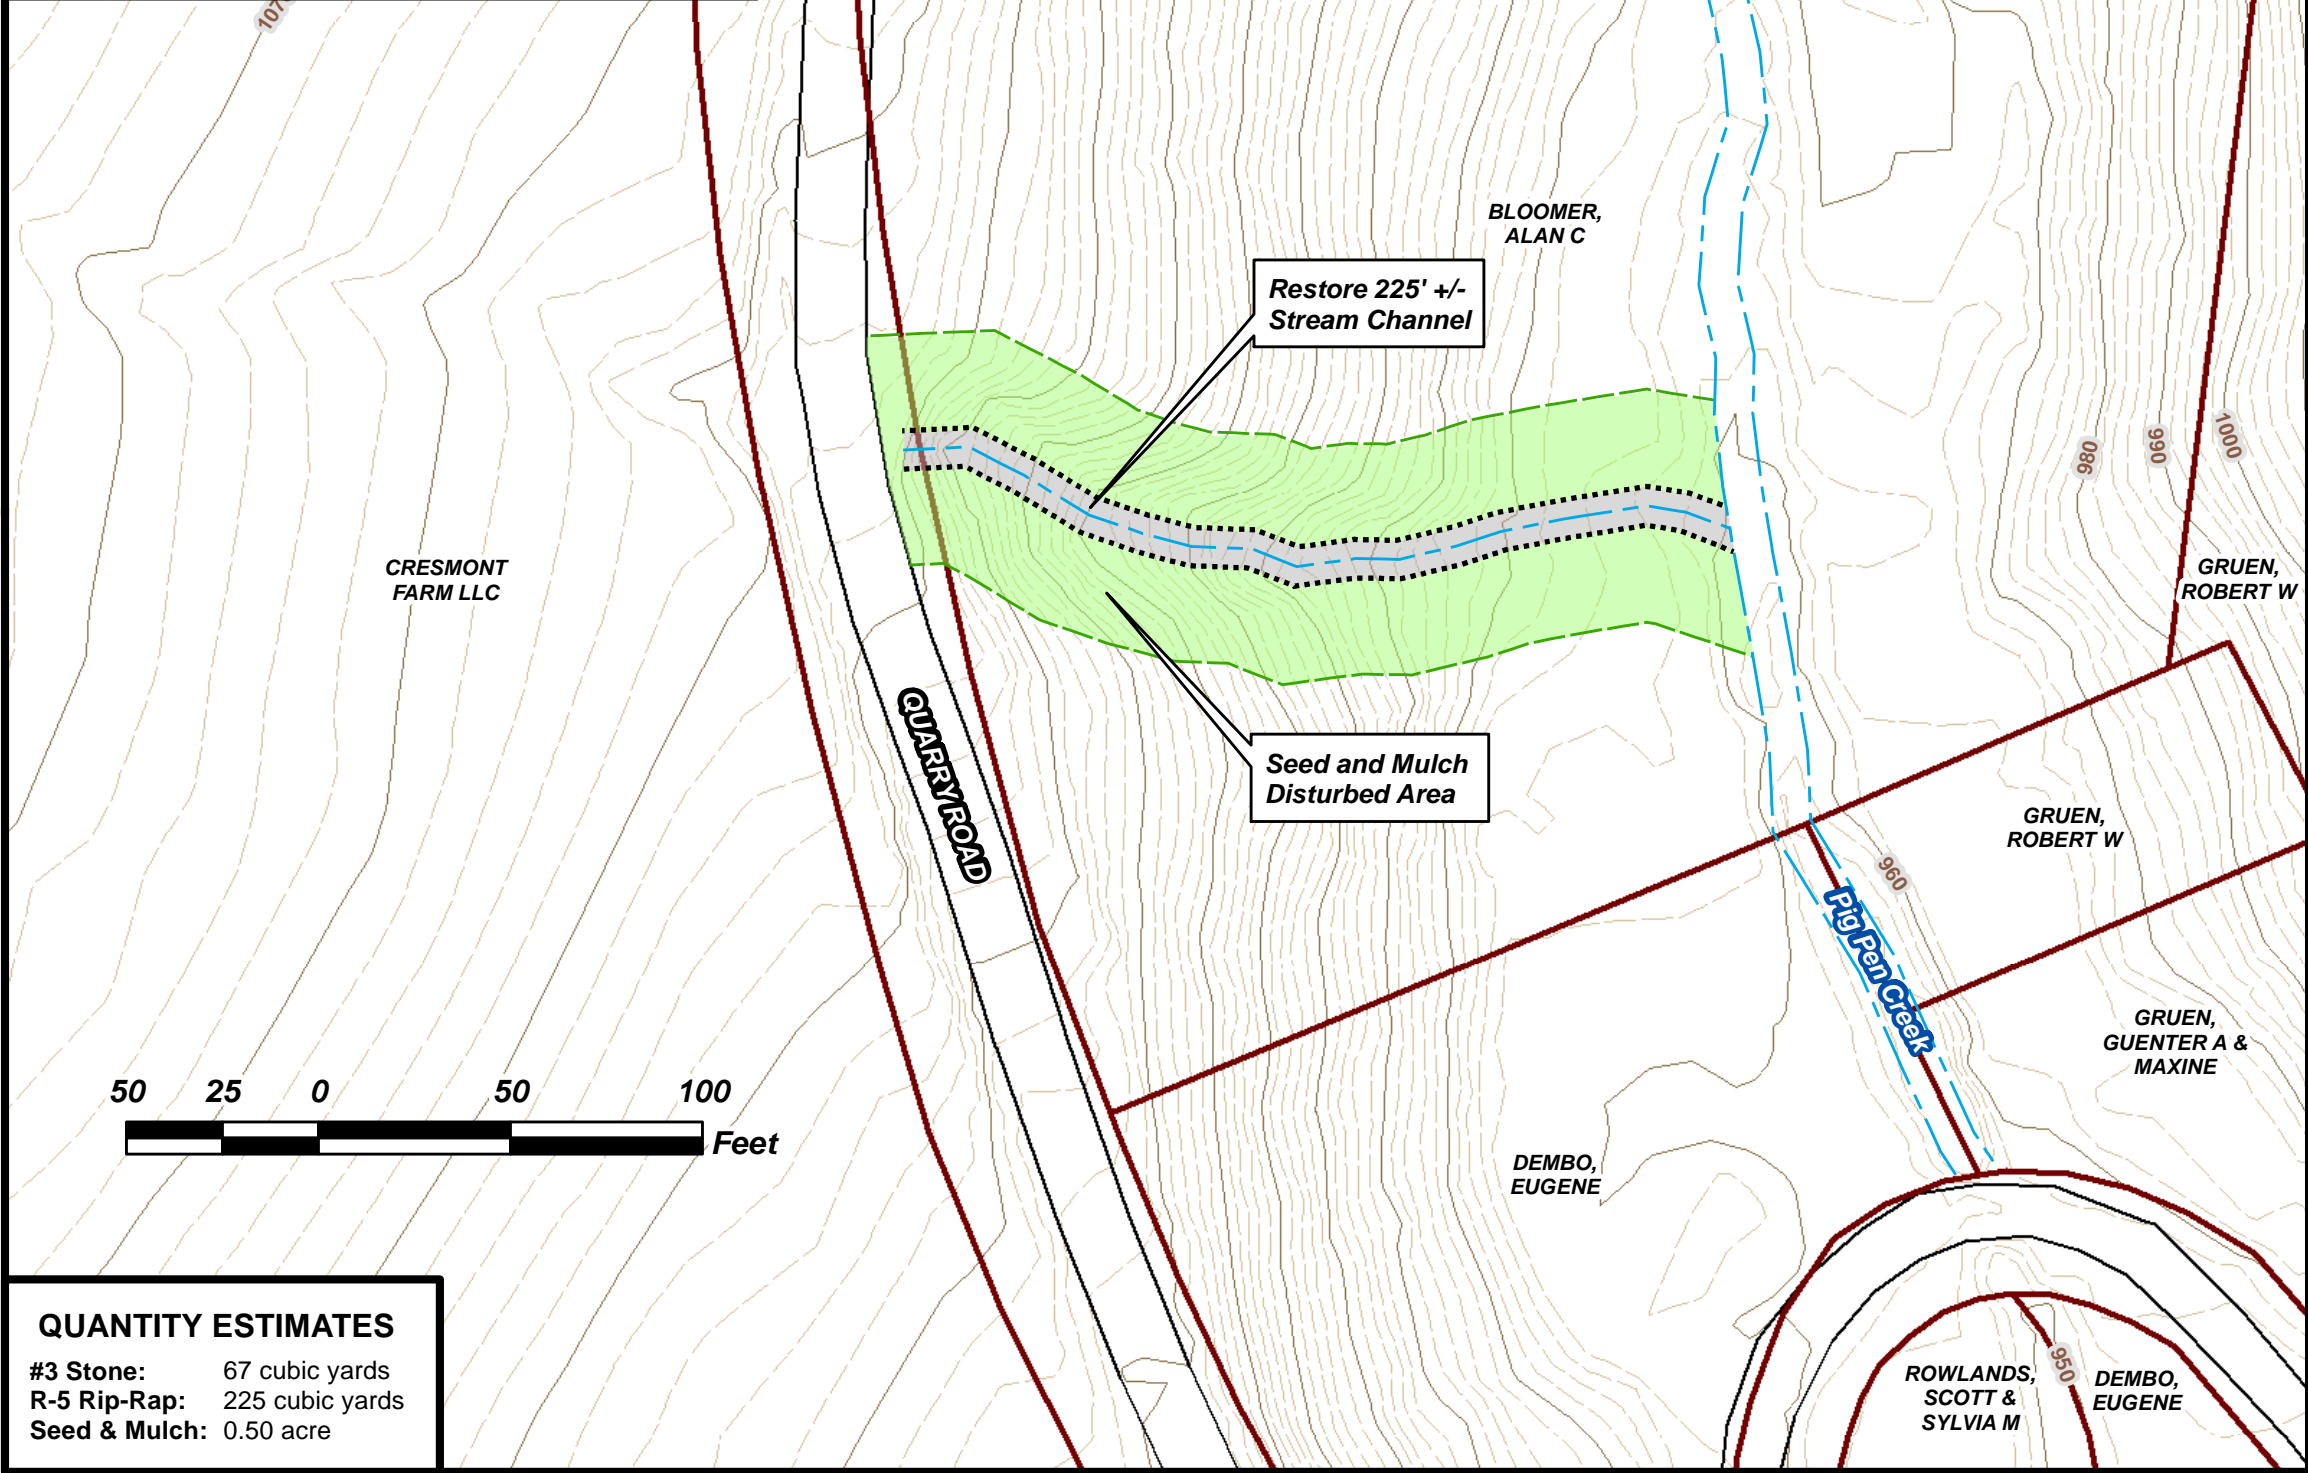 BLOOMER,
ALAN C
Restore 225' +/-
Stream Channel
980
990
1000
CRESMONT
FARM LLC
GRUEN,
ROBERT W
QUARRY ROAD
Seed and Mulch
Disturbed Area
GRUEN,
ROBERT W
960
Pig Pen Creek
GRUEN,
GUENTER A &
MAXINE
50 25 0 50 100
Feet
DEMBO,
EUGENE
QUANTITY ESTIMATES
#3 Stone: 67 cubic yards
R-5 Rip-Rap: 225 cubic yards
Seed & Mulch: 0.50 acre
950
ROWLANDS,
SCOTT &
SYLVIA M
DEMBO,
EUGENE